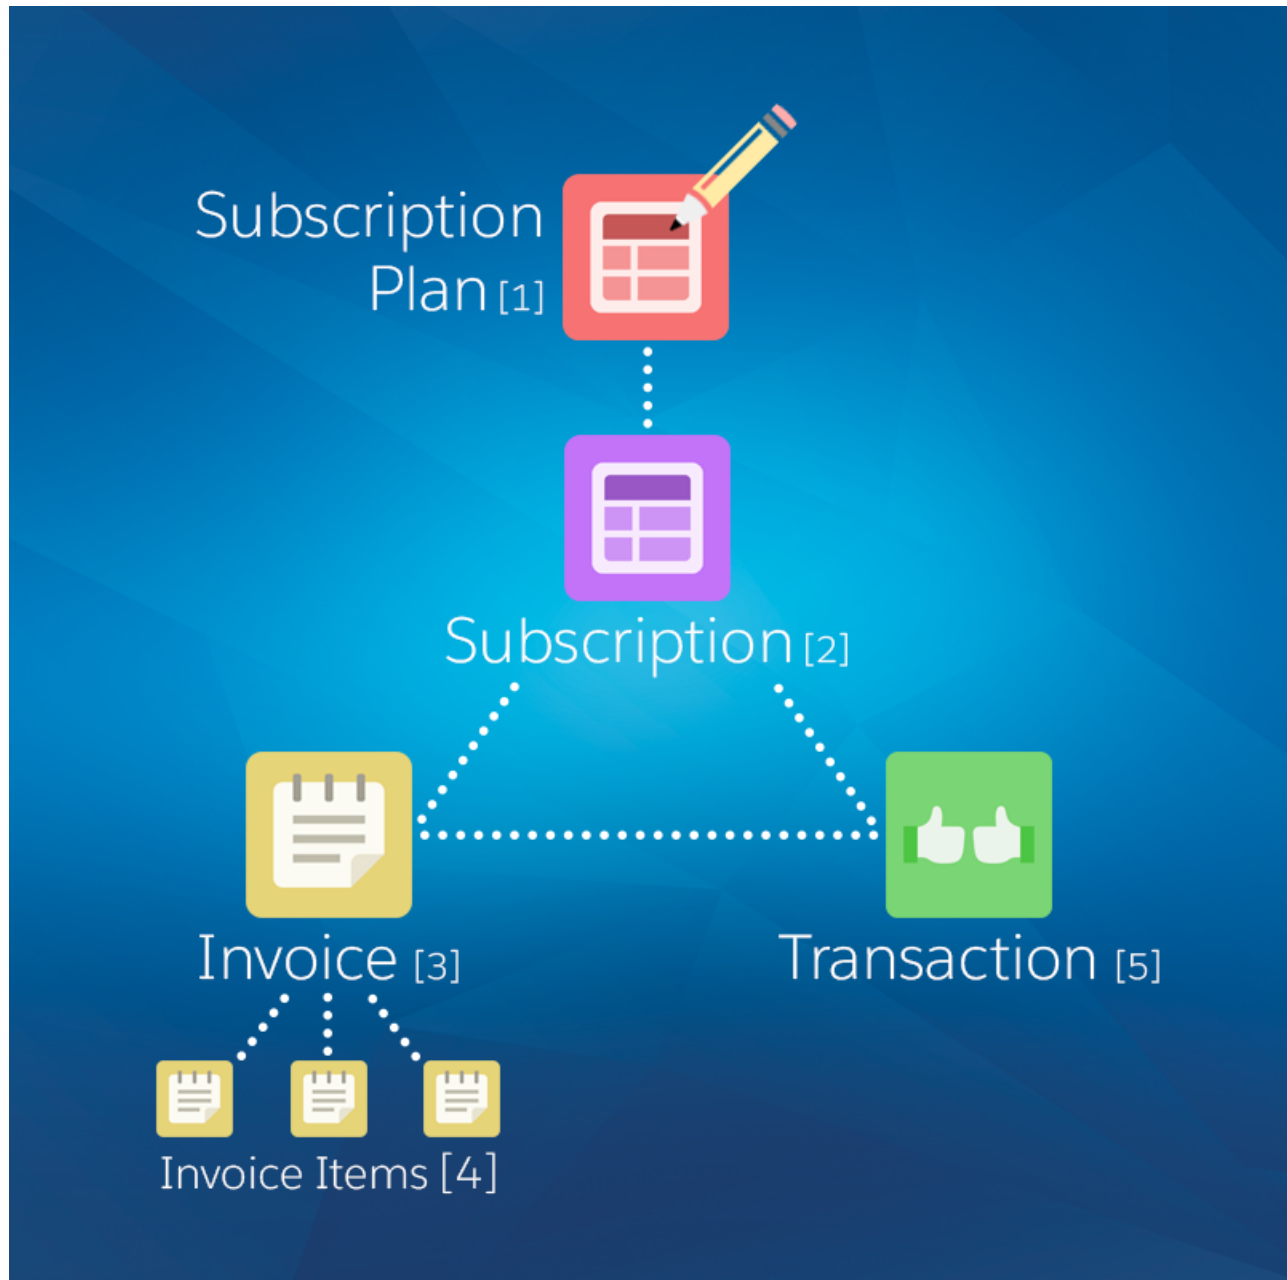 Subscription
Plan [1]
Subscription [2]
Invoice [3]
Transaction [5]
Invoice Items [4]